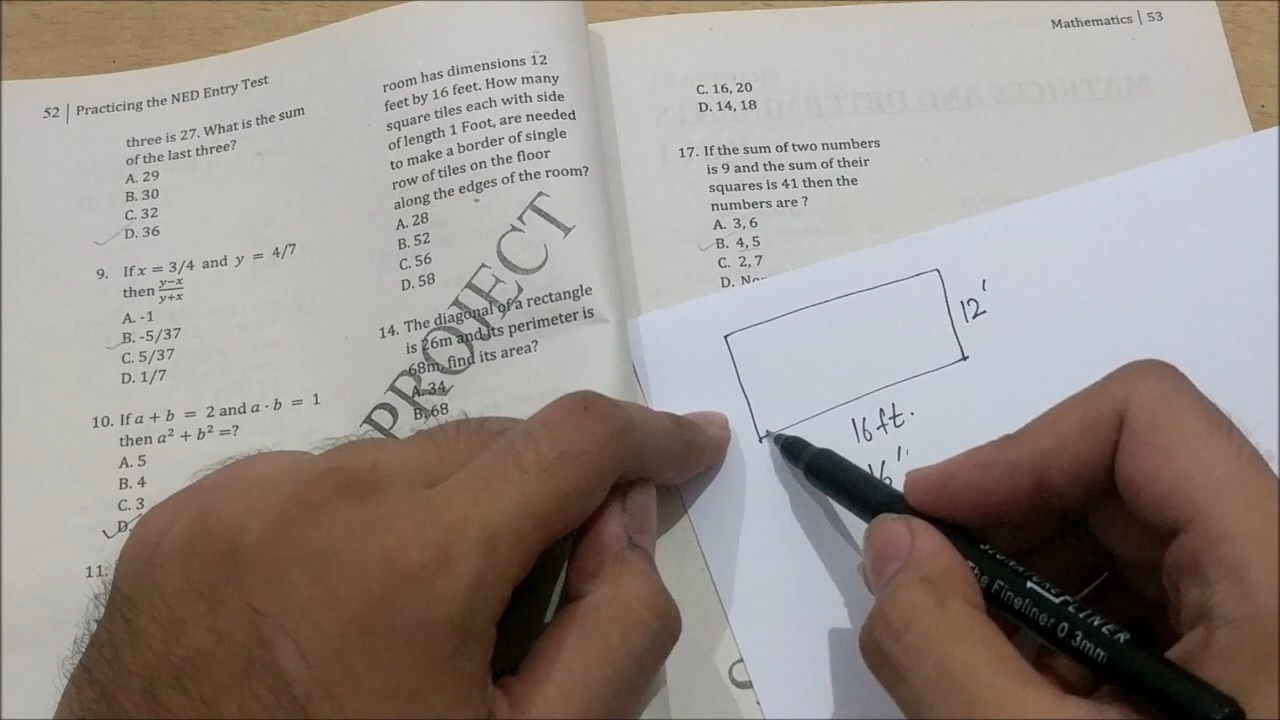 52 | Practicing the NED Entry Test
three is 27. What is the sum
of the last three?
A. 29
B. 30
C. 32
D. 36
9. If x = 3/4 and y = 4/7
then y−x/y+x
A. -1
B. -5/37
C. 5/37
D. 1/7
10. If a + b = 2 and a · b = 1
then a² + b² =?
A. 5
B. 4
C. 3
D.
11.
room has dimensions 12
feet by 16 feet. How many
square tiles each with side
of length 1 Foot, are needed
to make a border of single
row of tiles on the floor
along the edges of the room?
A. 28
B. 52
C. 56
D. 58
14. The diagonal of a rectangle
is 26m and its perimeter is
68m, find its area?
A. 34
B. 68
PROJECT
Mathematics | 53
C. 16, 20
D. 14, 18
17. If the sum of two numbers
is 9 and the sum of their
squares is 41 then the
numbers are ?
A. 3, 6
B. 4, 5
C. 2, 7
D.
12'
16ft.
16"
The Fineliner 0.3mm